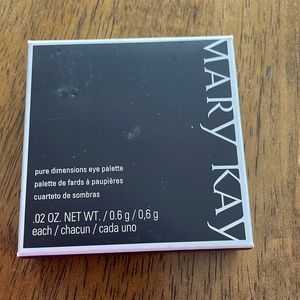 MARY KAY
pure dimensions eye palette
palette de fards à paupières
cuarteto de sombras
.02 OZ. NET WT. / 0.6 g / 0,6 g
each / chacun / cada uno